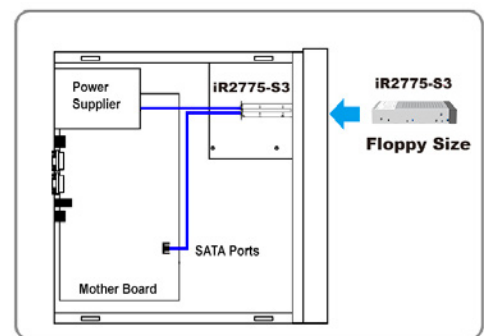 Power
Supplier
iR2775-S3
iR2775-S3
Floppy Size
SATA Ports
Mother Board